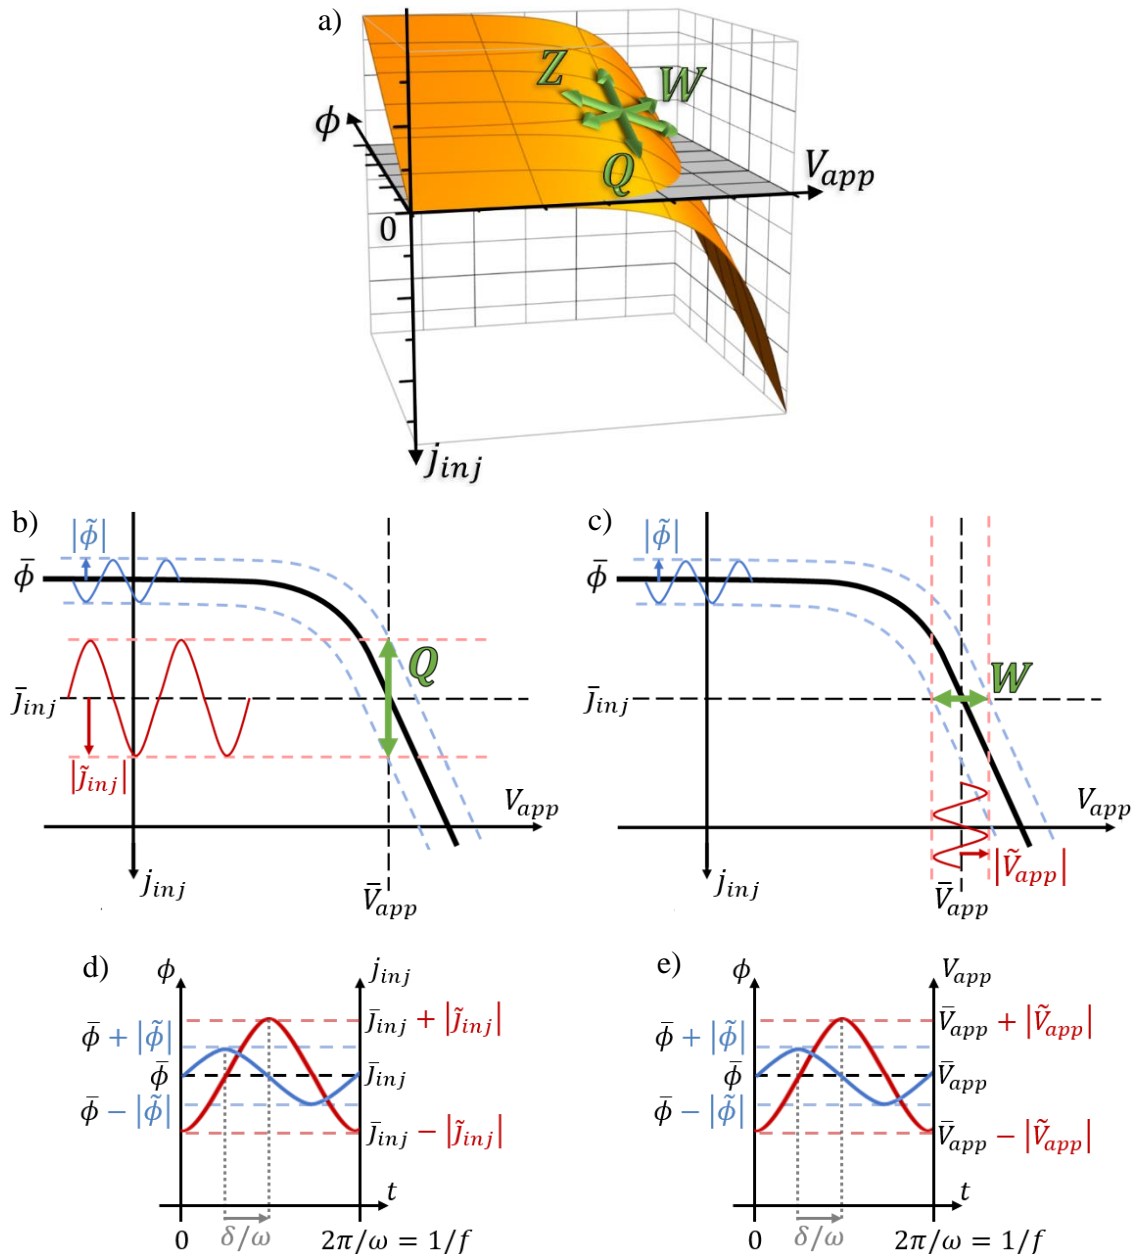 a)
ϕ
Z
W
Q
V_app
0
j_inj
b)
|ϕ̃|
ϕ̄
Q
j̄_inj
|j̃_inj|
V_app
j_inj
V̄_app
c)
|ϕ̃|
ϕ̄
W
j̄_inj
V_app
|Ṽ_app|
j_inj
V̄_app
d)
ϕ
j_inj
ϕ̄ + |ϕ̃|
j̄_inj + |j̃_inj|
ϕ̄
j̄_inj
ϕ̄ − |ϕ̃|
j̄_inj − |j̃_inj|
t
0
δ/ω
2π/ω = 1/f
e)
ϕ
V_app
ϕ̄ + |ϕ̃|
V̄_app + |Ṽ_app|
ϕ̄
V̄_app
ϕ̄ − |ϕ̃|
V̄_app − |Ṽ_app|
t
0
δ/ω
2π/ω = 1/f